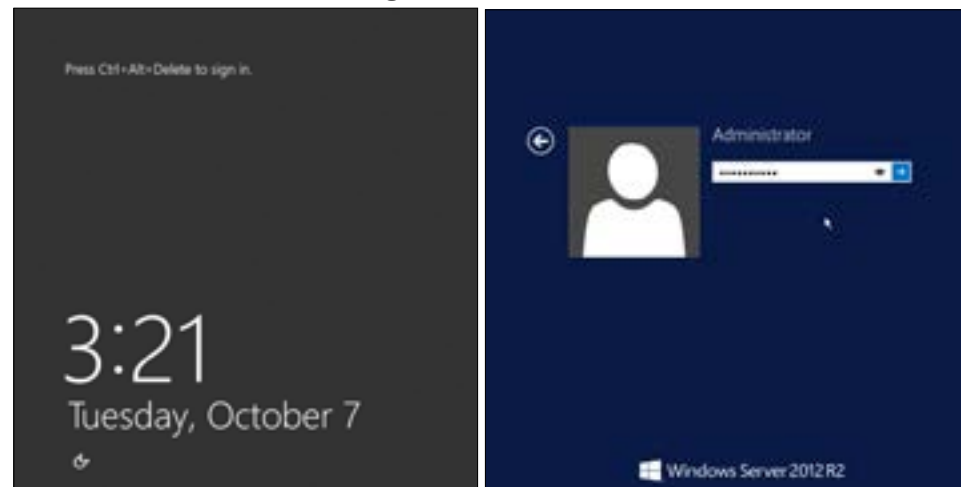 Press Ctrl+Alt+Delete to sign in.
3:21
Tuesday, October 7
Administrator
Windows Server 2012 R2